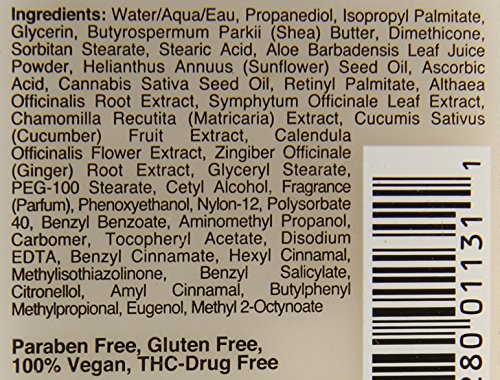 Ingredients: Water/Aqua/Eau, Propanediol, Isopropyl Palmitate,
Glycerin, Butyrospermum Parkii (Shea) Butter, Dimethicone,
Sorbitan Stearate, Stearic Acid, Aloe Barbadensis Leaf Juice
Powder, Helianthus Annuus (Sunflower) Seed Oil, Ascorbic
Acid, Cannabis Sativa Seed Oil, Retinyl Palmitate, Althaea
Officinalis Root Extract, Symphytum Officinale Leaf Extract,
Chamomilla Recutita (Matricaria) Extract, Cucumis Sativus
(Cucumber) Fruit Extract, Calendula
Officinalis Flower Extract, Zingiber Officinale
(Ginger) Root Extract, Glyceryl Stearate,
PEG-100 Stearate, Cetyl Alcohol, Fragrance
(Parfum), Phenoxyethanol, Nylon-12, Polysorbate
40, Benzyl Benzoate, Aminomethyl Propanol,
Carbomer, Tocopheryl Acetate, Disodium
EDTA, Benzyl Cinnamate, Hexyl Cinnamal,
Methylisothiazolinone, Benzyl Salicylate,
Citronellol, Amyl Cinnamal, Butylphenyl
Methylpropional, Eugenol, Methyl 2-Octynoate
Paraben Free, Gluten Free,
100% Vegan, THC-Drug Free
280 01131 1